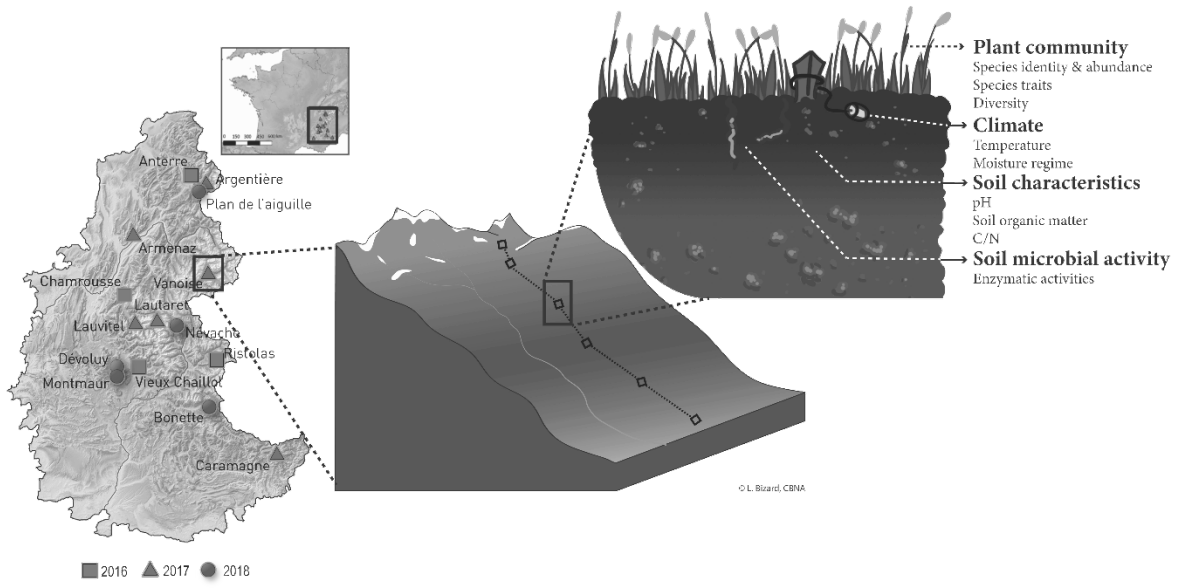 Anterre
Argentière
Plan de l'aiguille
Armenaz
Chamrousse
Vanoise
Lautaret
Lauvitel
Névache
Ristolas
Dévoluy
Montmaur
Vieux Chaillol
Bonette
Caramagne
2016
2017
2018
© L. Bizard, CBNA
Plant community
Species identity & abundance
Species traits
Diversity
Climate
Temperature
Moisture regime
Soil characteristics
pH
Soil organic matter
C/N
Soil microbial activity
Enzymatic activities